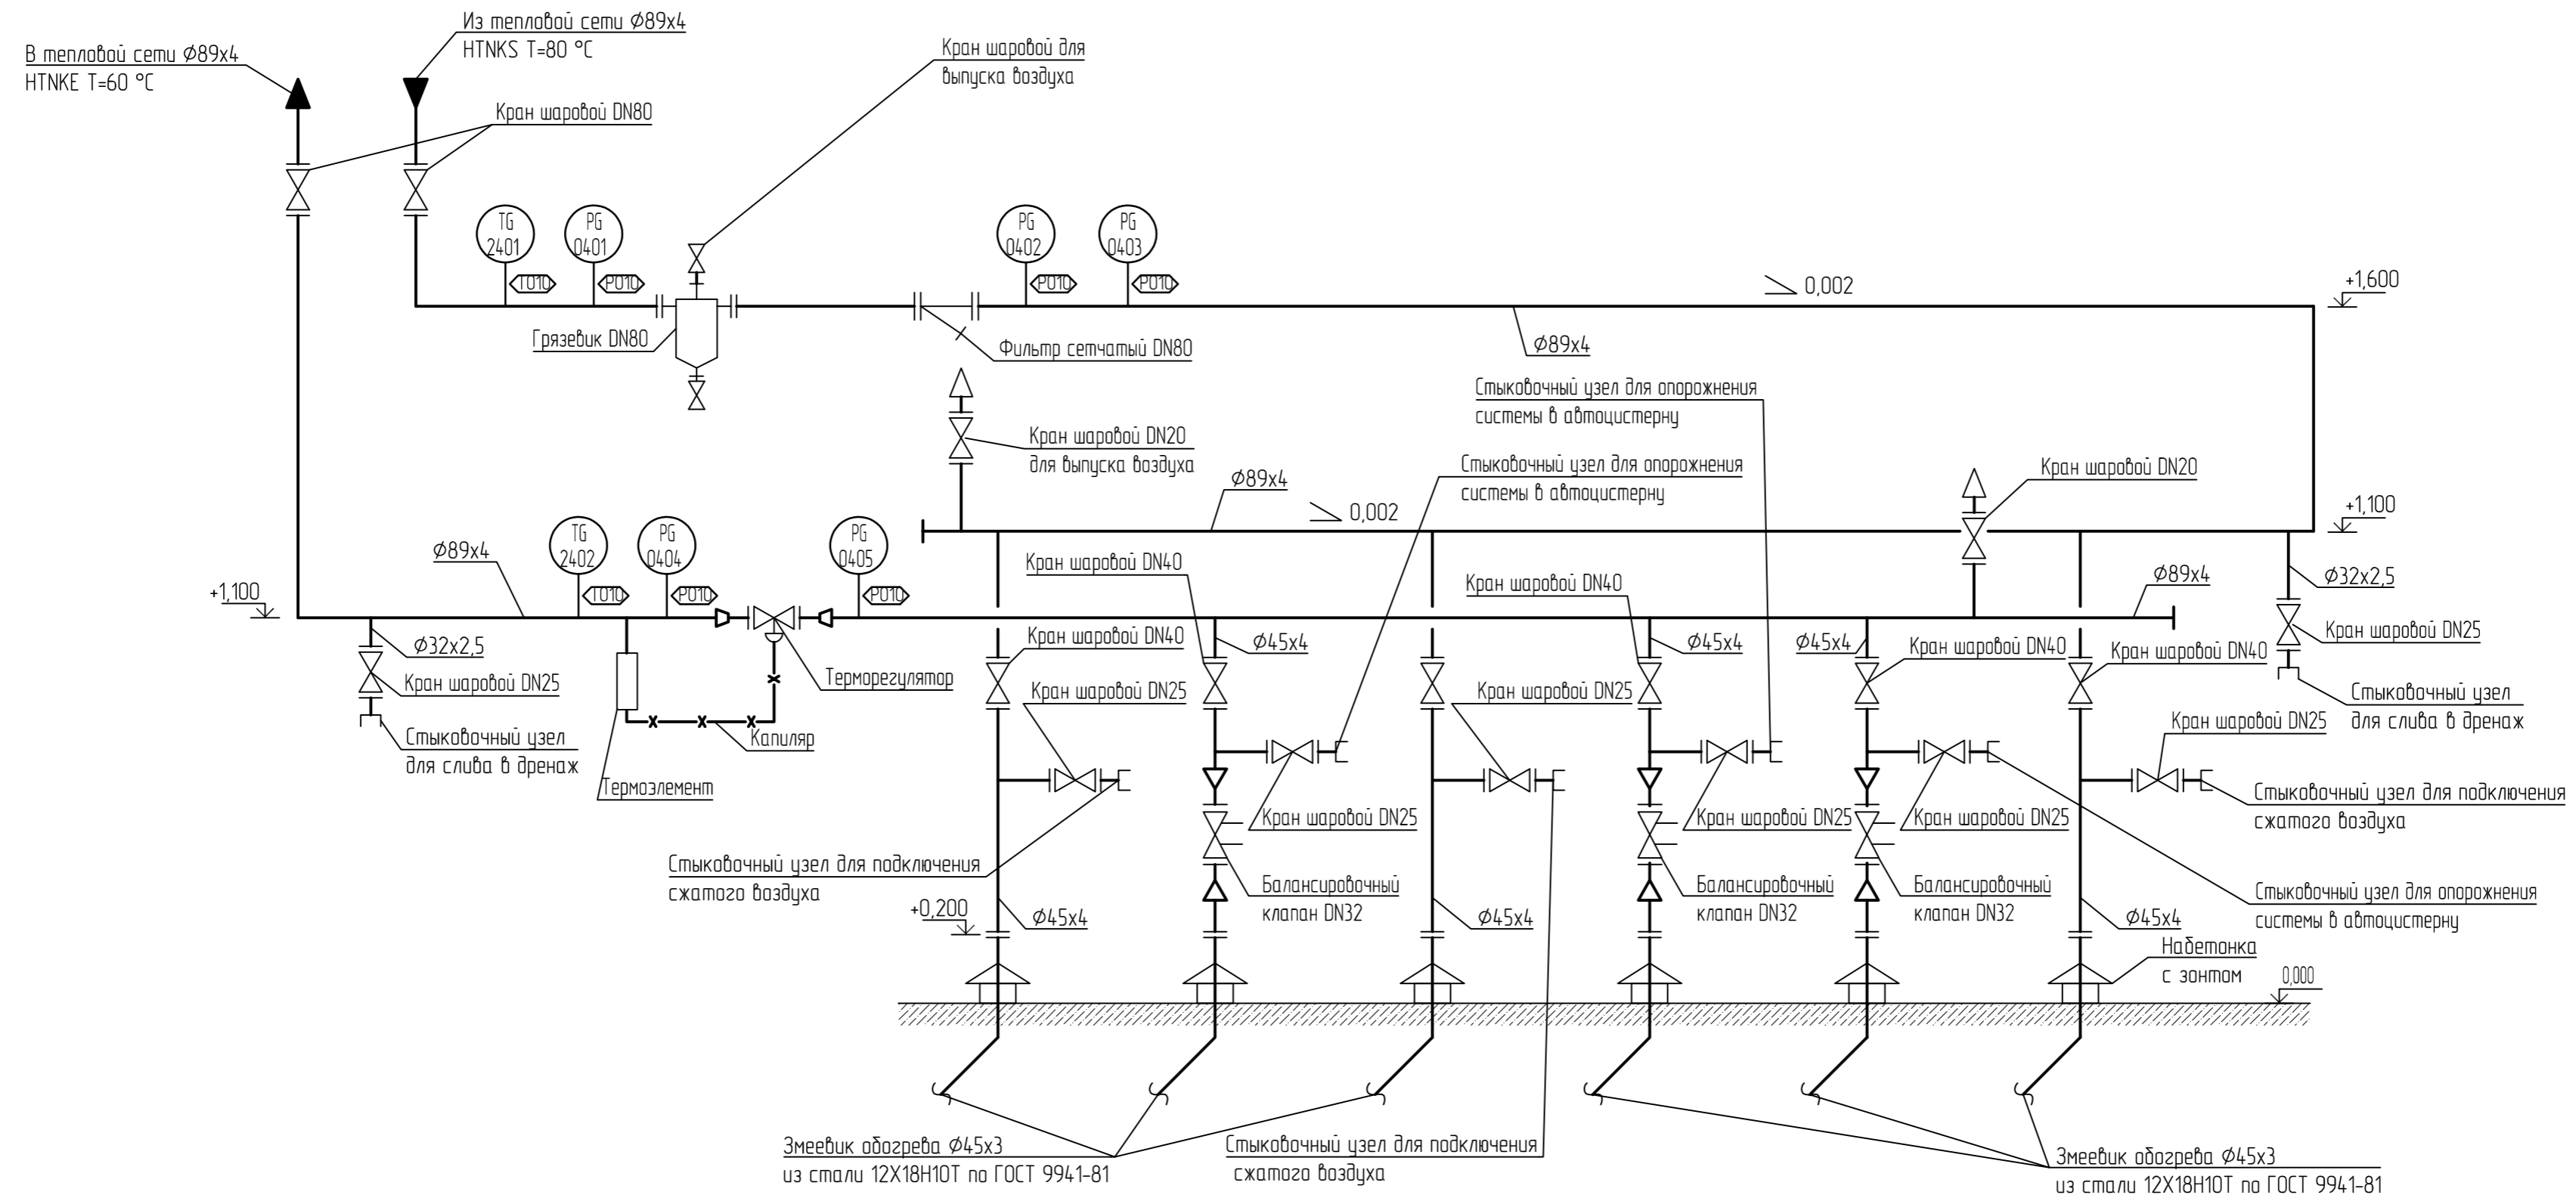 Из тепловой сети Ø89х4
HTNKS T=80 °C
В тепловой сети Ø89х4
HTNKE T=60 °C
Кран шаровой для
выпуска воздуха
Кран шаровой DN80
TG
2401
T010
PG
0401
P010
PG
0402
P010
PG
0403
P010
0,002
+1,600
Грязевик DN80
Фильтр сетчатый DN80
Ø89х4
Стыковочный узел для опорожнения
системы в автоцистерну
Кран шаровой DN20
для выпуска воздуха
Стыковочный узел для опорожнения
системы в автоцистерну
Кран шаровой DN20
Ø89х4
0,002
+1,100
TG
2402
T010
PG
0404
P010
PG
0405
P010
Ø89х4
Кран шаровой DN40
Кран шаровой DN40
Ø89х4
Ø32х2,5
+1,100
Ø32х2,5
Кран шаровой DN25
Стыковочный узел
для слива в дренаж
Терморегулятор
Капиляр
Термоэлемент
Кран шаровой DN40
Ø45х4
Ø45х4
Ø45х4
Кран шаровой DN40
Кран шаровой DN40
Кран шаровой DN25
Кран шаровой DN25
Кран шаровой DN25
Стыковочный узел
для слива в дренаж
Кран шаровой DN25
Стыковочный узел для подключения
сжатого воздуха
Кран шаровой DN25
Кран шаровой DN25
Кран шаровой DN25
Стыковочный узел для подключения
сжатого воздуха
Балансировочный
клапан DN32
Балансировочный
клапан DN32
Балансировочный
клапан DN32
Стыковочный узел для опорожнения
системы в автоцистерну
+0,200
Ø45х4
Ø45х4
Ø45х4
Набетонка
с зонтом
0,000
Змеевик обогрева Ø45х3
из стали 12Х18Н10Т по ГОСТ 9941-81
Стыковочный узел для подключения
сжатого воздуха
Змеевик обогрева Ø45х3
из стали 12Х18Н10Т по ГОСТ 9941-81